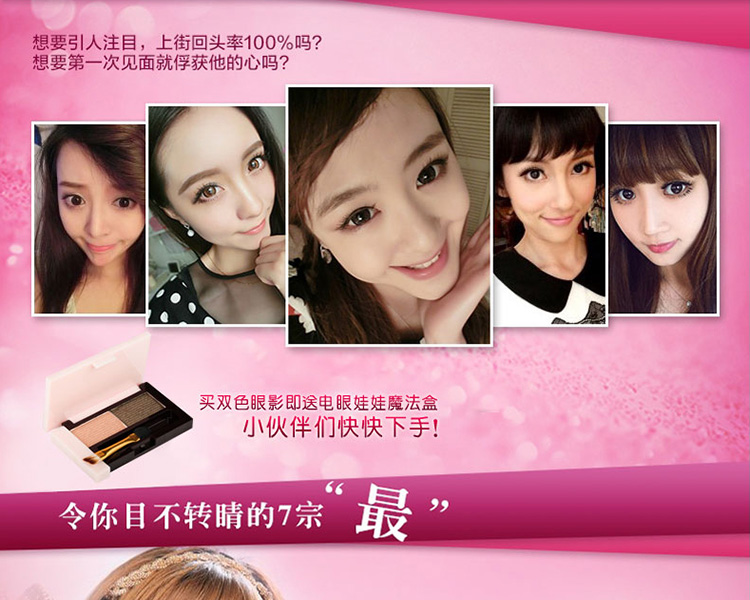 想要引人注目，上街回头率100%吗?
想要第一次见面就俘获他的心吗?
买双色眼影即送电眼娃娃魔法盒
小伙伴们快快下手!
令你目不转睛的7宗“最”